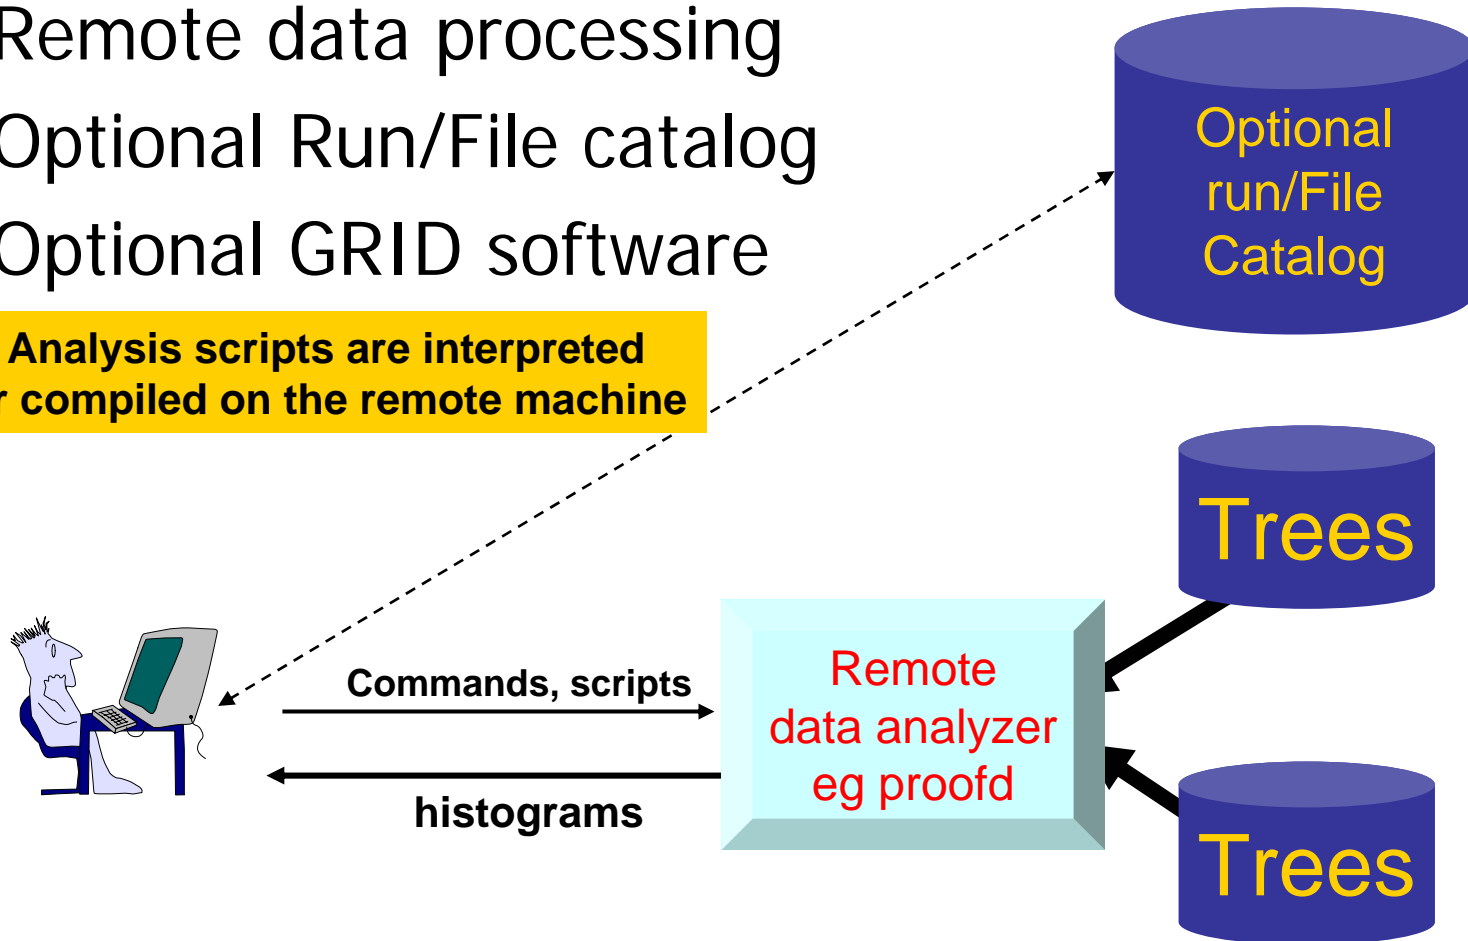 Remote data processing
Optional Run/File catalog
Optional GRID software
Analysis scripts are interpreted
r compiled on the remote machine
Optional
run/File
Catalog
Trees
Commands, scripts
histograms
Remote
data analyzer
eg proofd
Trees